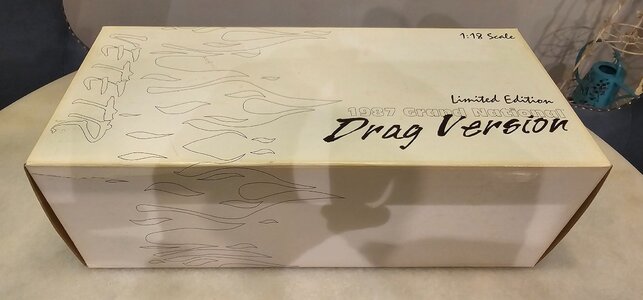 1:18 Scale
Limited Edition
1987 Grand National
Drag Version